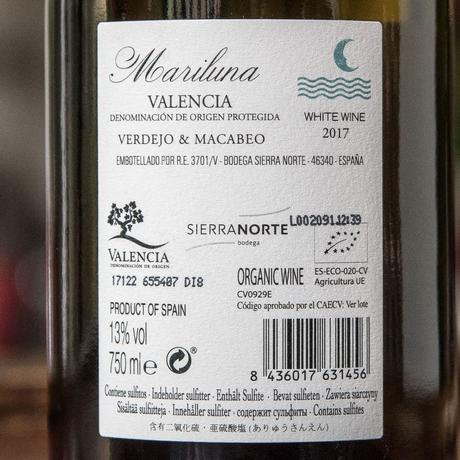 Mariluna
VALENCIA
DENOMINACIÓN DE ORIGEN PROTEGIDA
VERDEJO & MACABEO
WHITE WINE
2017
EMBOTELLADO POR R.E. 3701/V - BODEGA SIERRA NORTE - 46340 - ESPAÑA
L002091 12:39
SIERRANORTE
bodega
VALENCIA
DENOMINACIÓN DE ORIGEN
17122 655407 DI8
ORGANIC WINE
CV0929E
ES-ECO-020-CV
Agricultura UE
Código aprobado por el CAECV: Ver lote
PRODUCT OF SPAIN
13% vol
750 ml e
8 436017 631456
Contiene sulfitos · Indeholder sulfitter · Enthält Sulfite · Bevat sulfieten · Zawiera siarczyny
Sisältää sulfiitteja · Innehåller sulfiter · содержит сульфиты · Contains sulfites
含有二氧化硫 · 亜硫酸塩 (ありゅうさんえん)